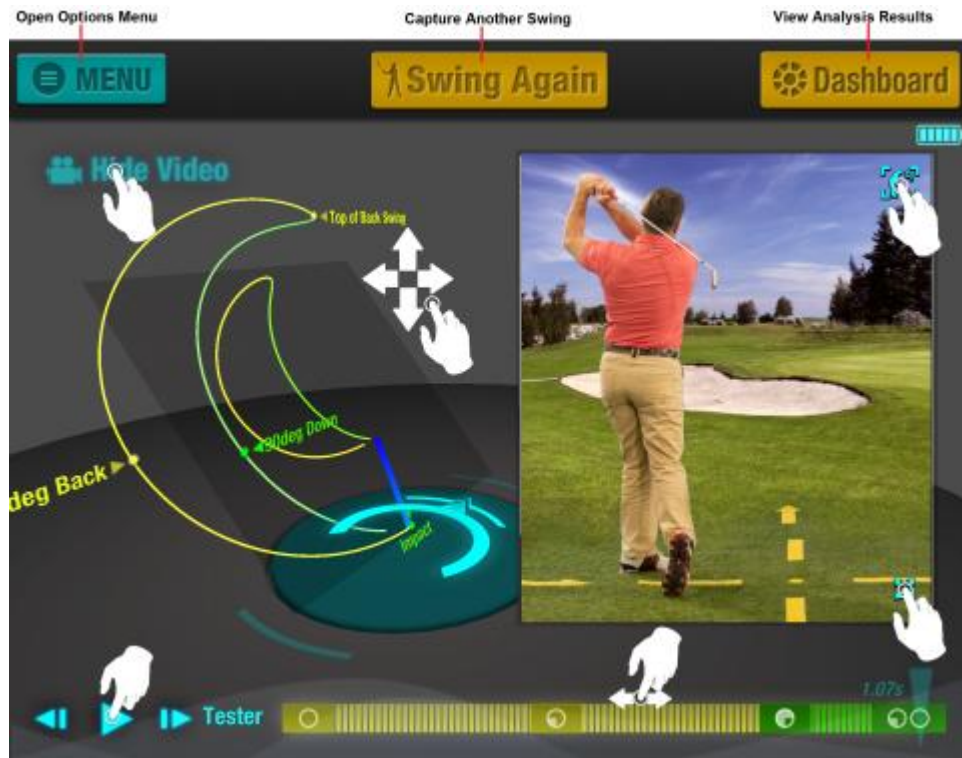 Open Options Menu
Capture Another Swing
View Analysis Results
MENU
Swing Again
Dashboard
Hide Video
Top of Back Swing
90deg Down
deg Back
Impact
1.07s
Tester